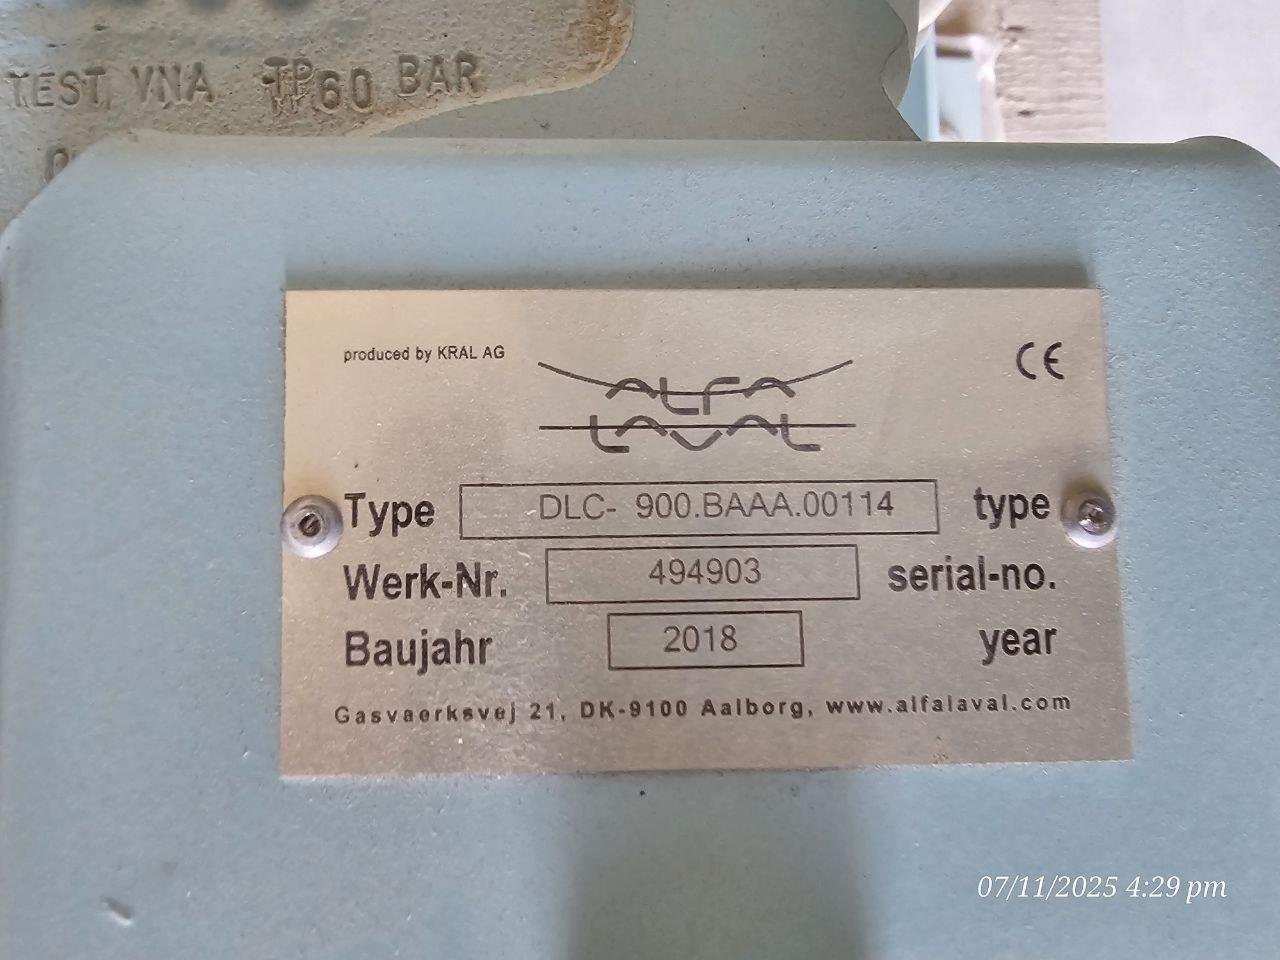 TEST VNA TP 60 BAR
produced by KRAL AG
CE
ALFA
LAVAL
Type DLC- 900.BAAA.00114 type
Werk-Nr. 494903 serial-no.
Baujahr 2018 year
Gasvaerksvej 21, DK-9100 Aalborg, www.alfalaval.com
07/11/2025 4:29 pm